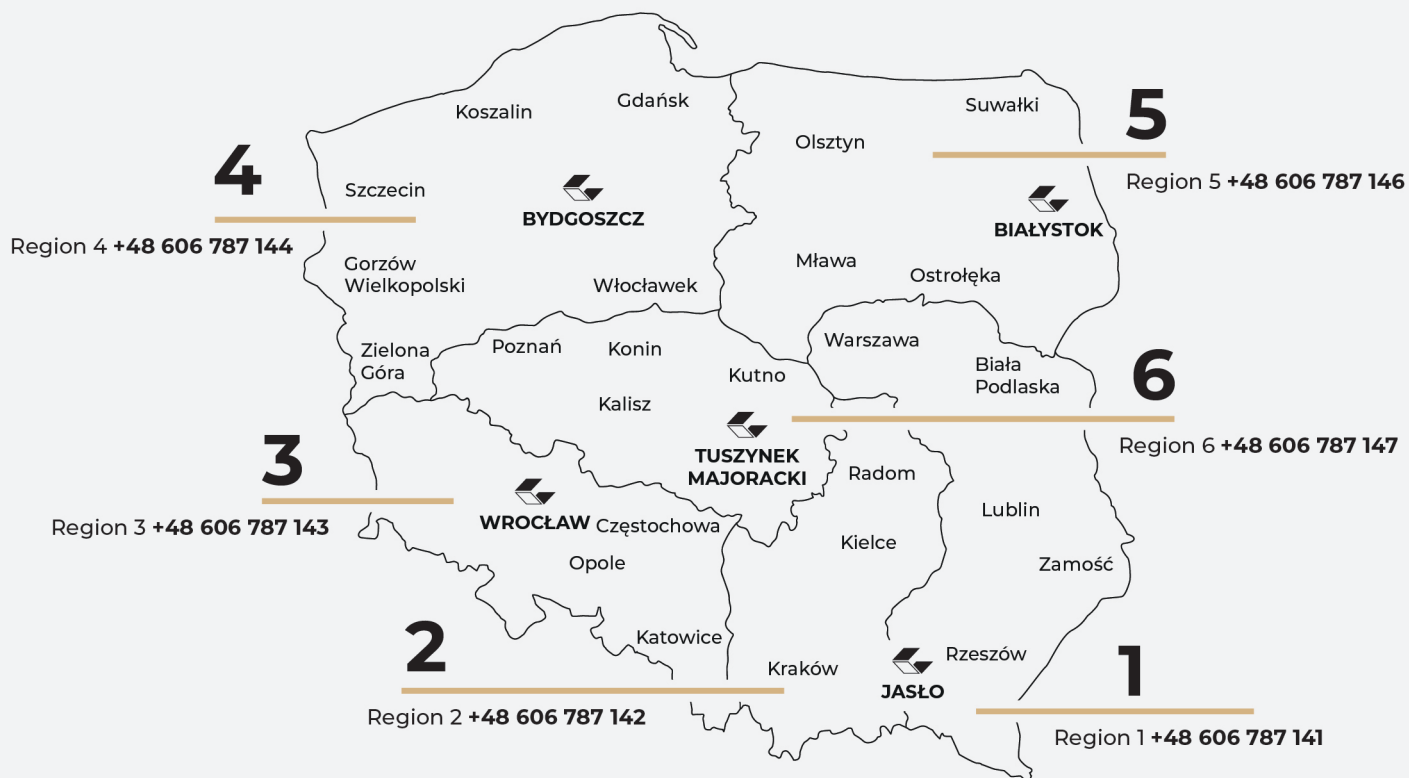 Gdańsk
Koszalin
Suwałki
5
Olsztyn
4
Region 5 +48 606 787 146
Szczecin
BYDGOSZCZ
BIAŁYSTOK
Region 4 +48 606 787 144
Gorzów
Wielkopolski
Mława
Ostrołęka
Włocławek
Zielona
Góra
Poznań
Konin
Warszawa
Biała
Podlaska
6
Kutno
Kalisz
Region 6 +48 606 787 147
TUSZYNEK
MAJORACKI
3
Radom
Lublin
WROCŁAW
Częstochowa
Region 3 +48 606 787 143
Kielce
Opole
Zamość
2
Katowice
Kraków
Rzeszów
1
JASŁO
Region 2 +48 606 787 142
Region 1 +48 606 787 141